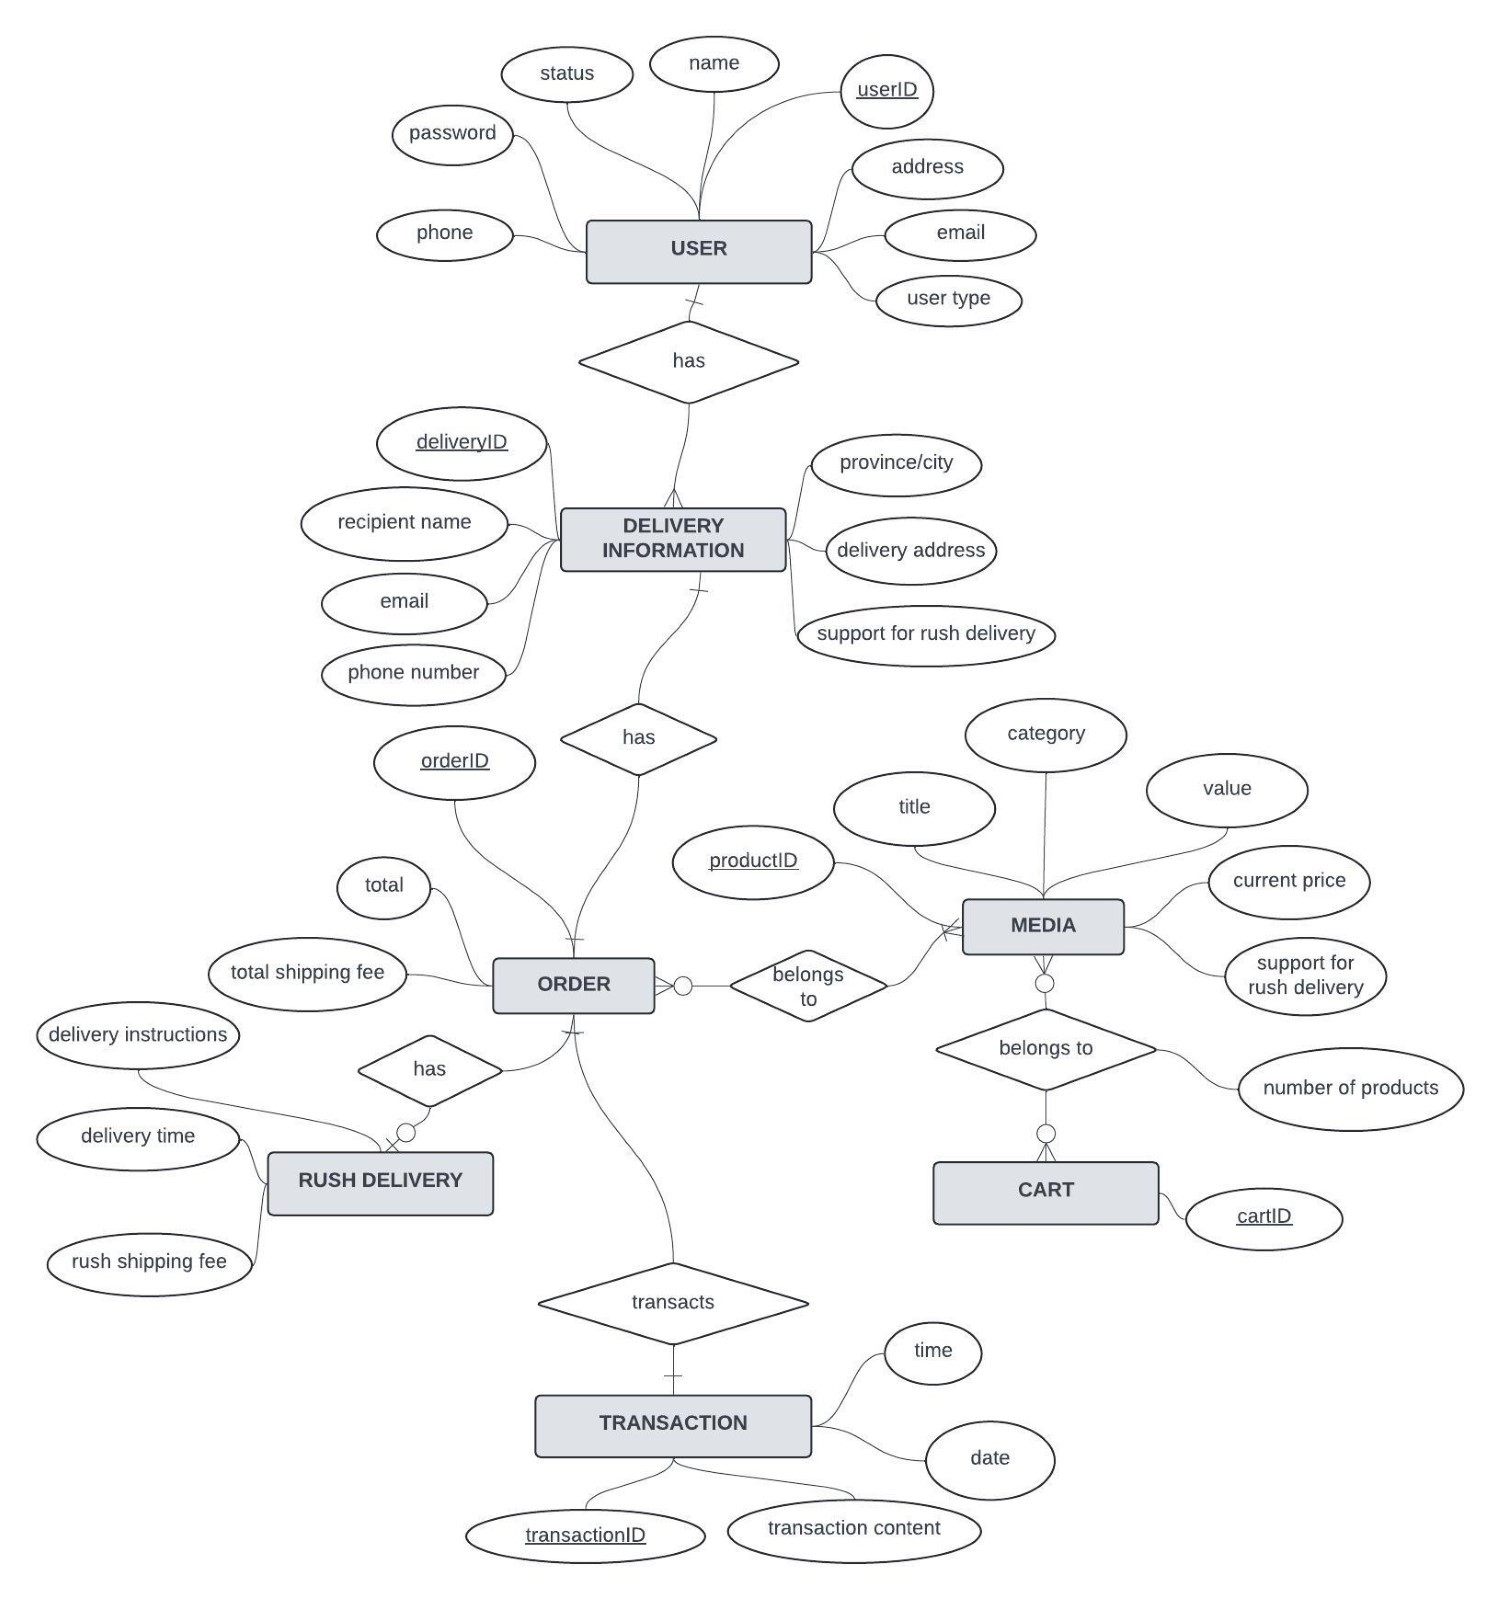 status
name
userID
password
address
phone
email
USER
user type
has
deliveryID
province/city
recipient name
DELIVERY
INFORMATION
delivery address
email
support for rush delivery
phone number
has
category
orderID
value
title
productID
current price
total
MEDIA
total shipping fee
ORDER
belongs
to
support for
rush delivery
delivery instructions
has
belongs to
number of products
delivery time
RUSH DELIVERY
CART
cartID
rush shipping fee
transacts
time
TRANSACTION
date
transactionID
transaction content